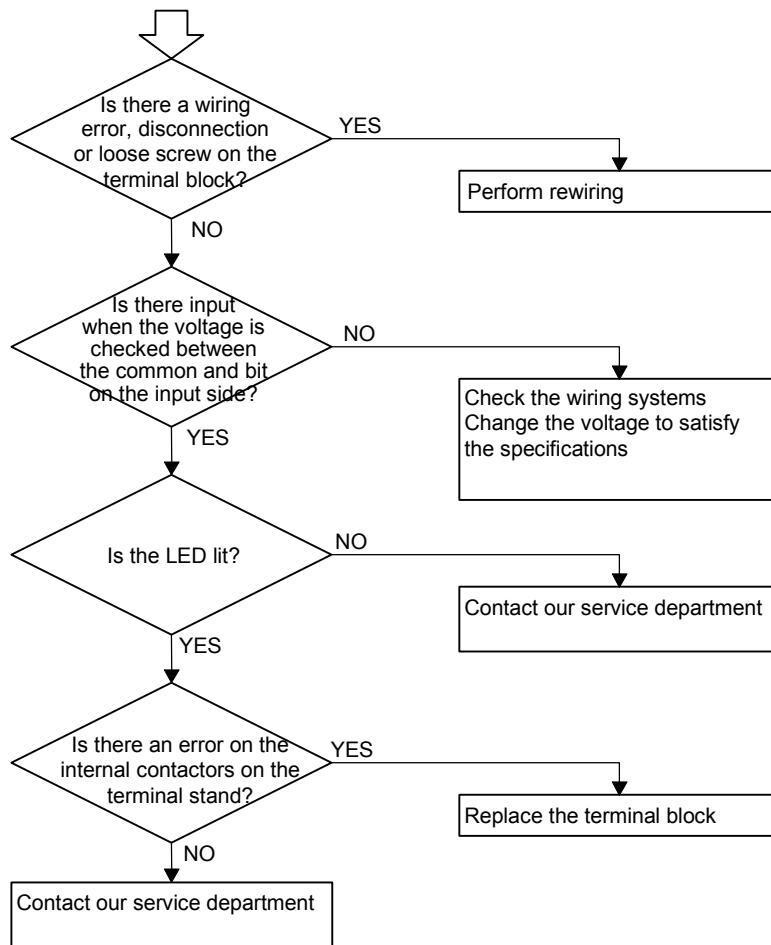 Is there a wiring
error, disconnection
or loose screw on the
terminal block?
YES
Perform rewiring
NO
Is there input
when the voltage is
checked between
the common and bit
on the input side?
NO
Check the wiring systems
Change the voltage to satisfy
the specifications
YES
Is the LED lit?
NO
Contact our service department
YES
Is there an error on the
internal contactors on the
terminal stand?
YES
Replace the terminal block
NO
Contact our service department